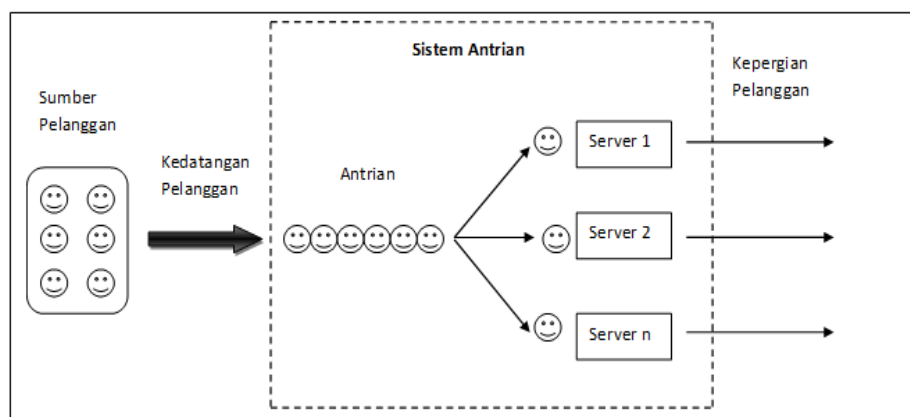 Sistem Antrian
Sumber
Pelanggan
Kedatangan
Pelanggan
Antrian
Server 1
Server 2
Server n
Kepergian
Pelanggan